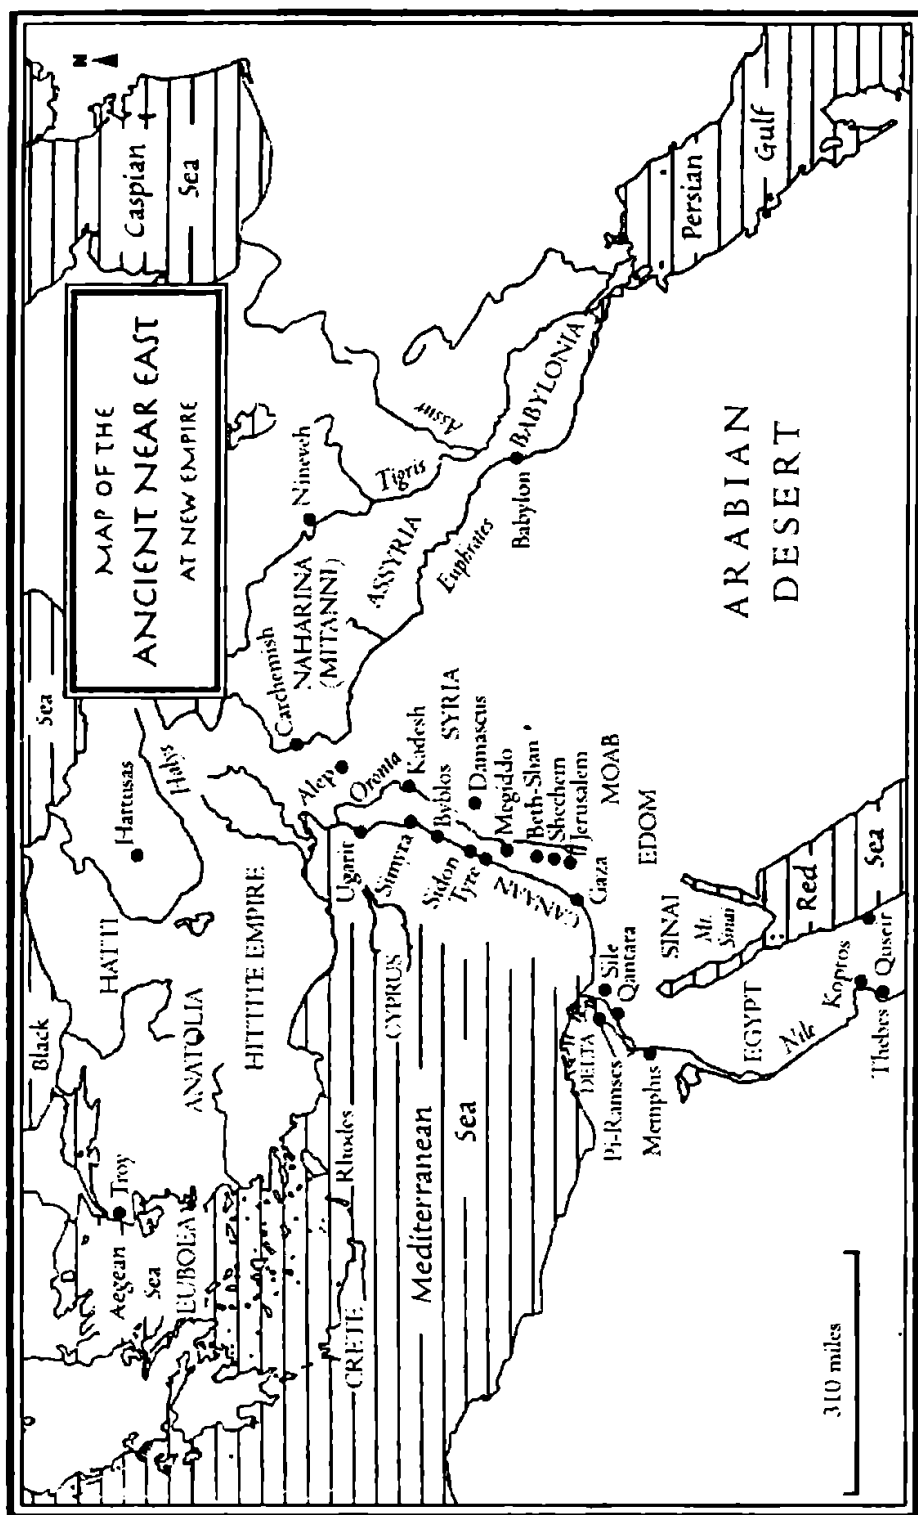 N
MAP OF THE
ANCIENT NEAR EAST
AT NEW EMPIRE
Black
Sea
Caspian
Sea
Troy
Aegean
Sea
EUBOEA
HATTI
Hattusas
Halys
ANATOLIA
HITTITE EMPIRE
Rhodes
CRETE
CYPRUS
Mediterranean
Sea
Carchemish
NAHARINA
(MITANNI)
Nineveh
Tigris
Assur
ASSYRIA
Euphrates
BABYLONIA
Babylon
Persian
Gulf
Alep
Oronta
Ugarit
Simyra
Kadesh
Byblos
SYRIA
Damascus
Sidon
Tyre
Megiddo
Beth-Shan
Shechem
Jerusalem
CANAAN
Gaza
MOAB
EDOM
SINAI
Mt.
Sinai
Sile
Qantara
DELTA
Pi-Ramses
Memphis
EGYPT
Nile
Koptos
Quseir
Thebes
Red
Sea
ARABIAN
DESERT
310 miles